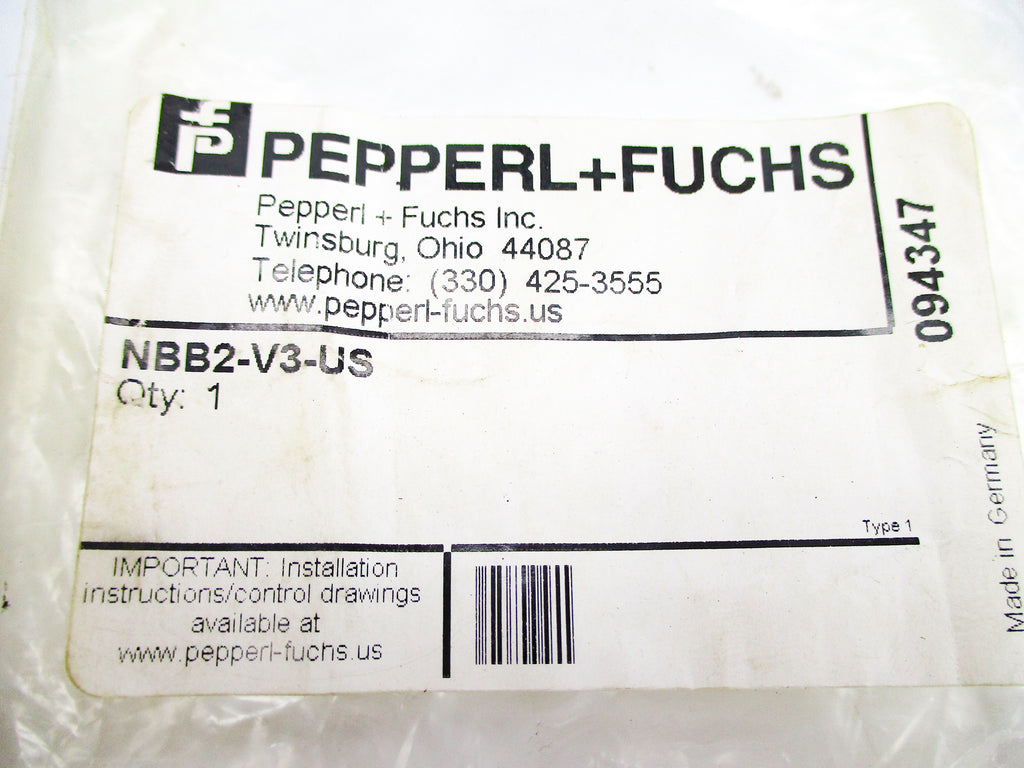 PEPPERL+FUCHS
Pepperl + Fuchs Inc.
Twinsburg, Ohio 44087
Telephone: (330) 425-3555
www.pepperl-fuchs.us
094347
NBB2-V3-US
Qty: 1
Type 1
Made in Germany
IMPORTANT: Installation
instructions/control drawings
available at
www.pepperl-fuchs.us